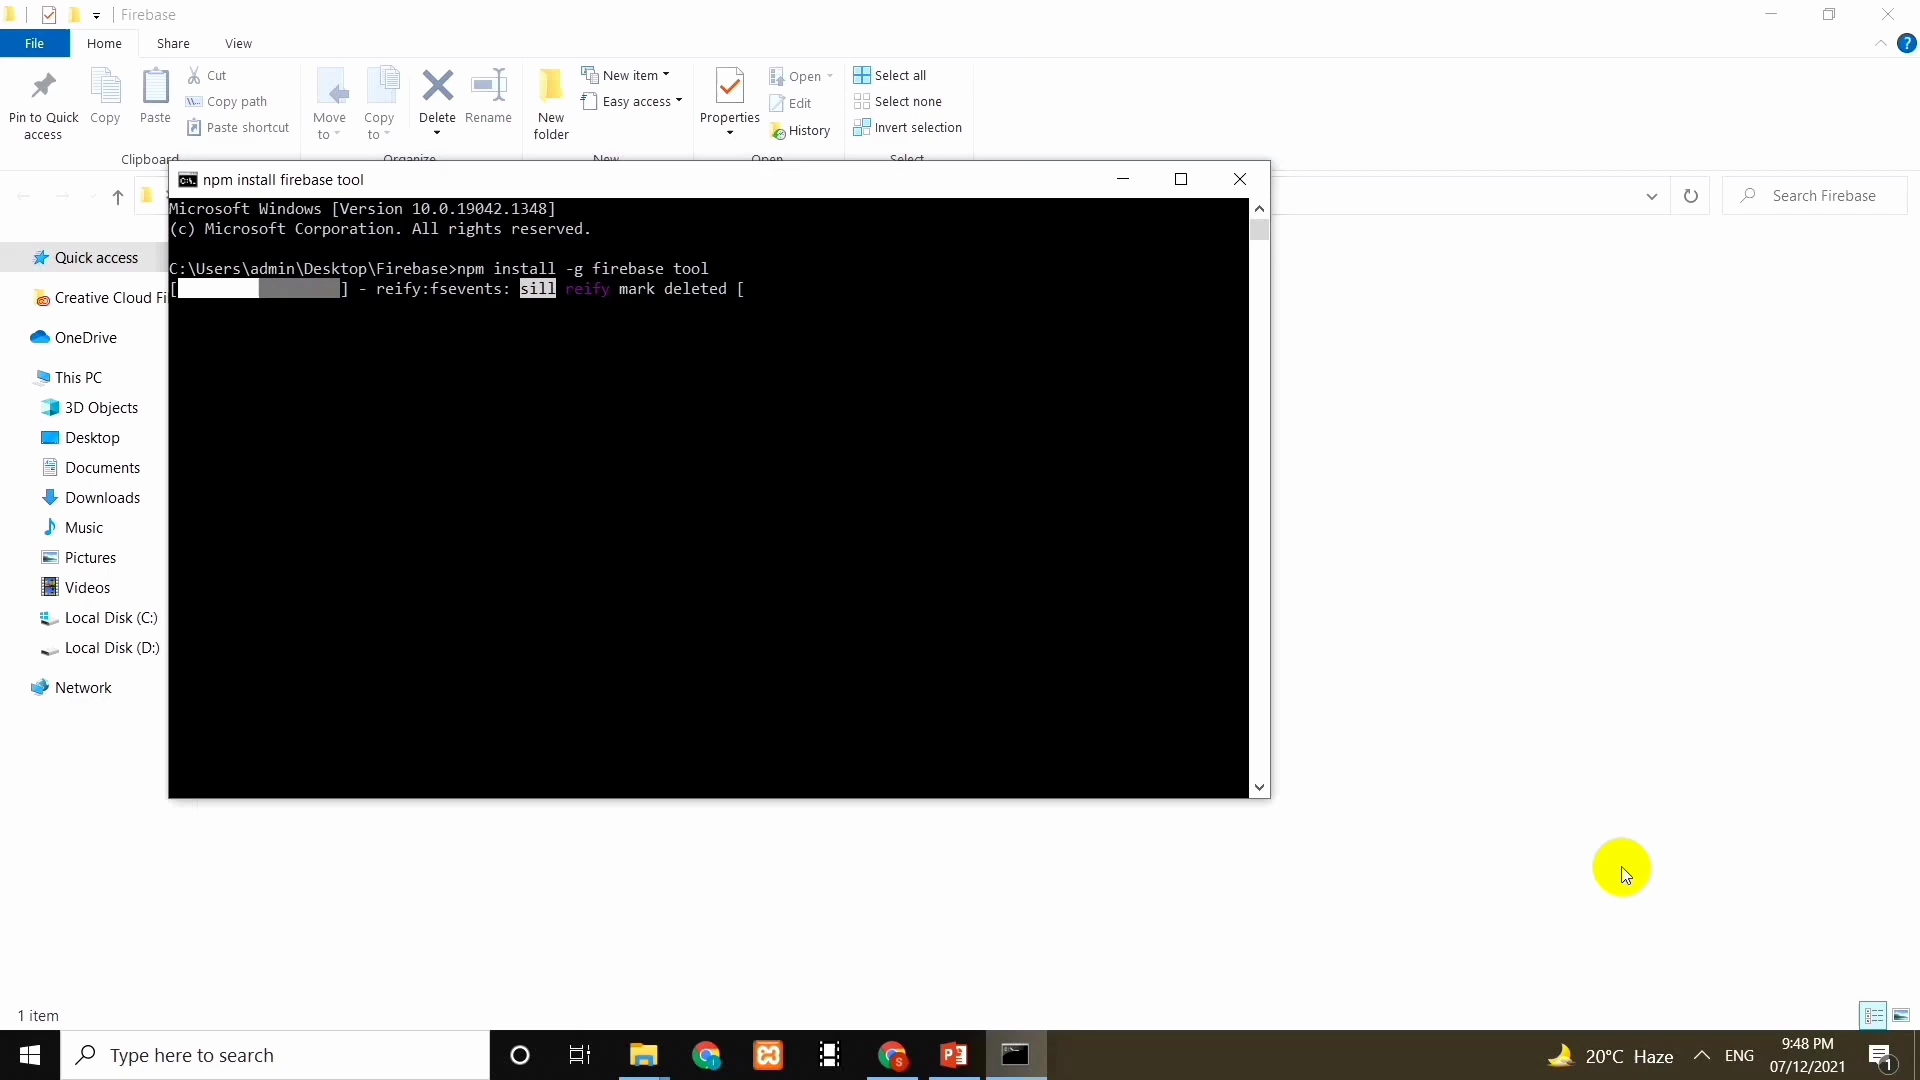 Firebase
File Home Share View
Pin to Quick access
Copy
Paste
Cut
Copy path
Paste shortcut
Clipboard
Move to
Copy to
Delete
Rename
Organize
New folder
New item
Easy access
New
Properties
Open
Edit
History
Open
Select all
Select none
Invert selection
Select
Search Firebase
npm install firebase tool
Microsoft Windows [Version 10.0.19042.1348]
(c) Microsoft Corporation. All rights reserved.
C:\Users\admin\Desktop\Firebase>npm install -g firebase tool
[ ] - reify:fsevents: sill reify mark deleted [
Quick access
Creative Cloud Fi
OneDrive
This PC
3D Objects
Desktop
Documents
Downloads
Music
Pictures
Videos
Local Disk (C:)
Local Disk (D:)
Network
1 item
Type here to search
20°C Haze
ENG
9:48 PM
07/12/2021
1